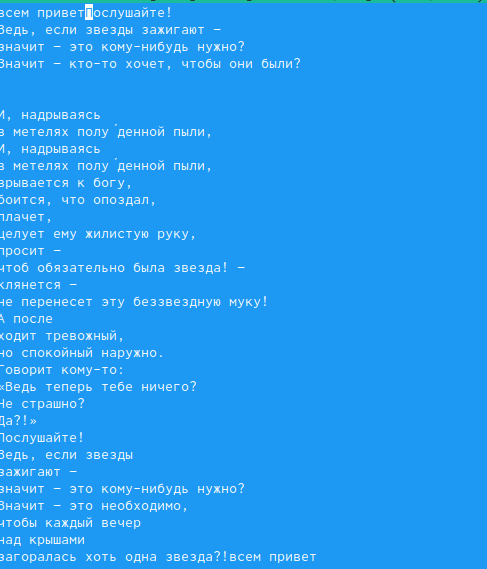 всем приветПослушайте!
Ведь, если звезды зажигают –
значит – это кому-нибудь нужно?
Значит – кто-то хочет, чтобы они были?
И, надрываясь
в метелях полу́денной пыли,
И, надрываясь
в метелях полу́денной пыли,
врывается к богу,
боится, что опоздал,
плачет,
целует ему жилистую руку,
просит –
чтоб обязательно была звезда! –
клянется –
не перенесет эту беззвездную муку!
А после
ходит тревожный,
но спокойный наружно.
Говорит кому-то:
«Ведь теперь тебе ничего?
Не страшно?
Да?!»
Послушайте!
Ведь, если звезды
зажигают –
значит – это кому-нибудь нужно?
Значит – это необходимо,
чтобы каждый вечер
над крышами
загоралась хоть одна звезда?!всем привет